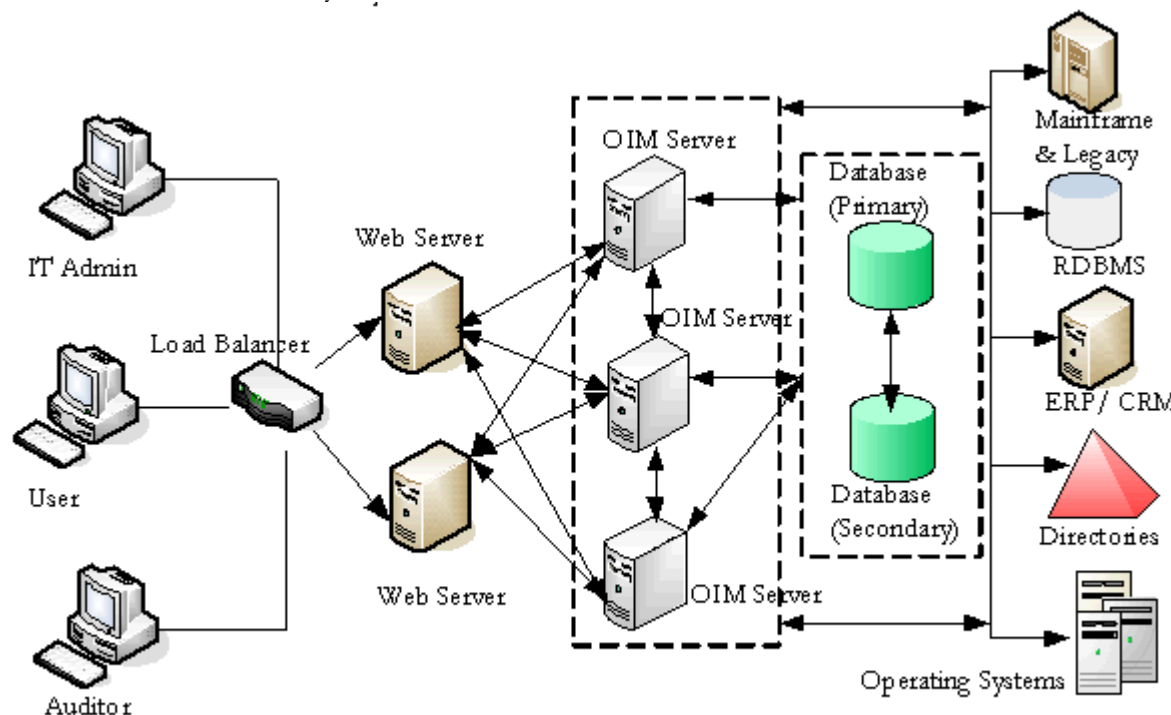 IT Admin
User
Auditor
Load Balancer
Web Server
Web Server
OIM Server
OIM Server
OIM Server
Database
(Primary)
Database
(Secondary)
Mainframe
& Legacy
RDBMS
ERP/ CRM
Directories
Operating Systems